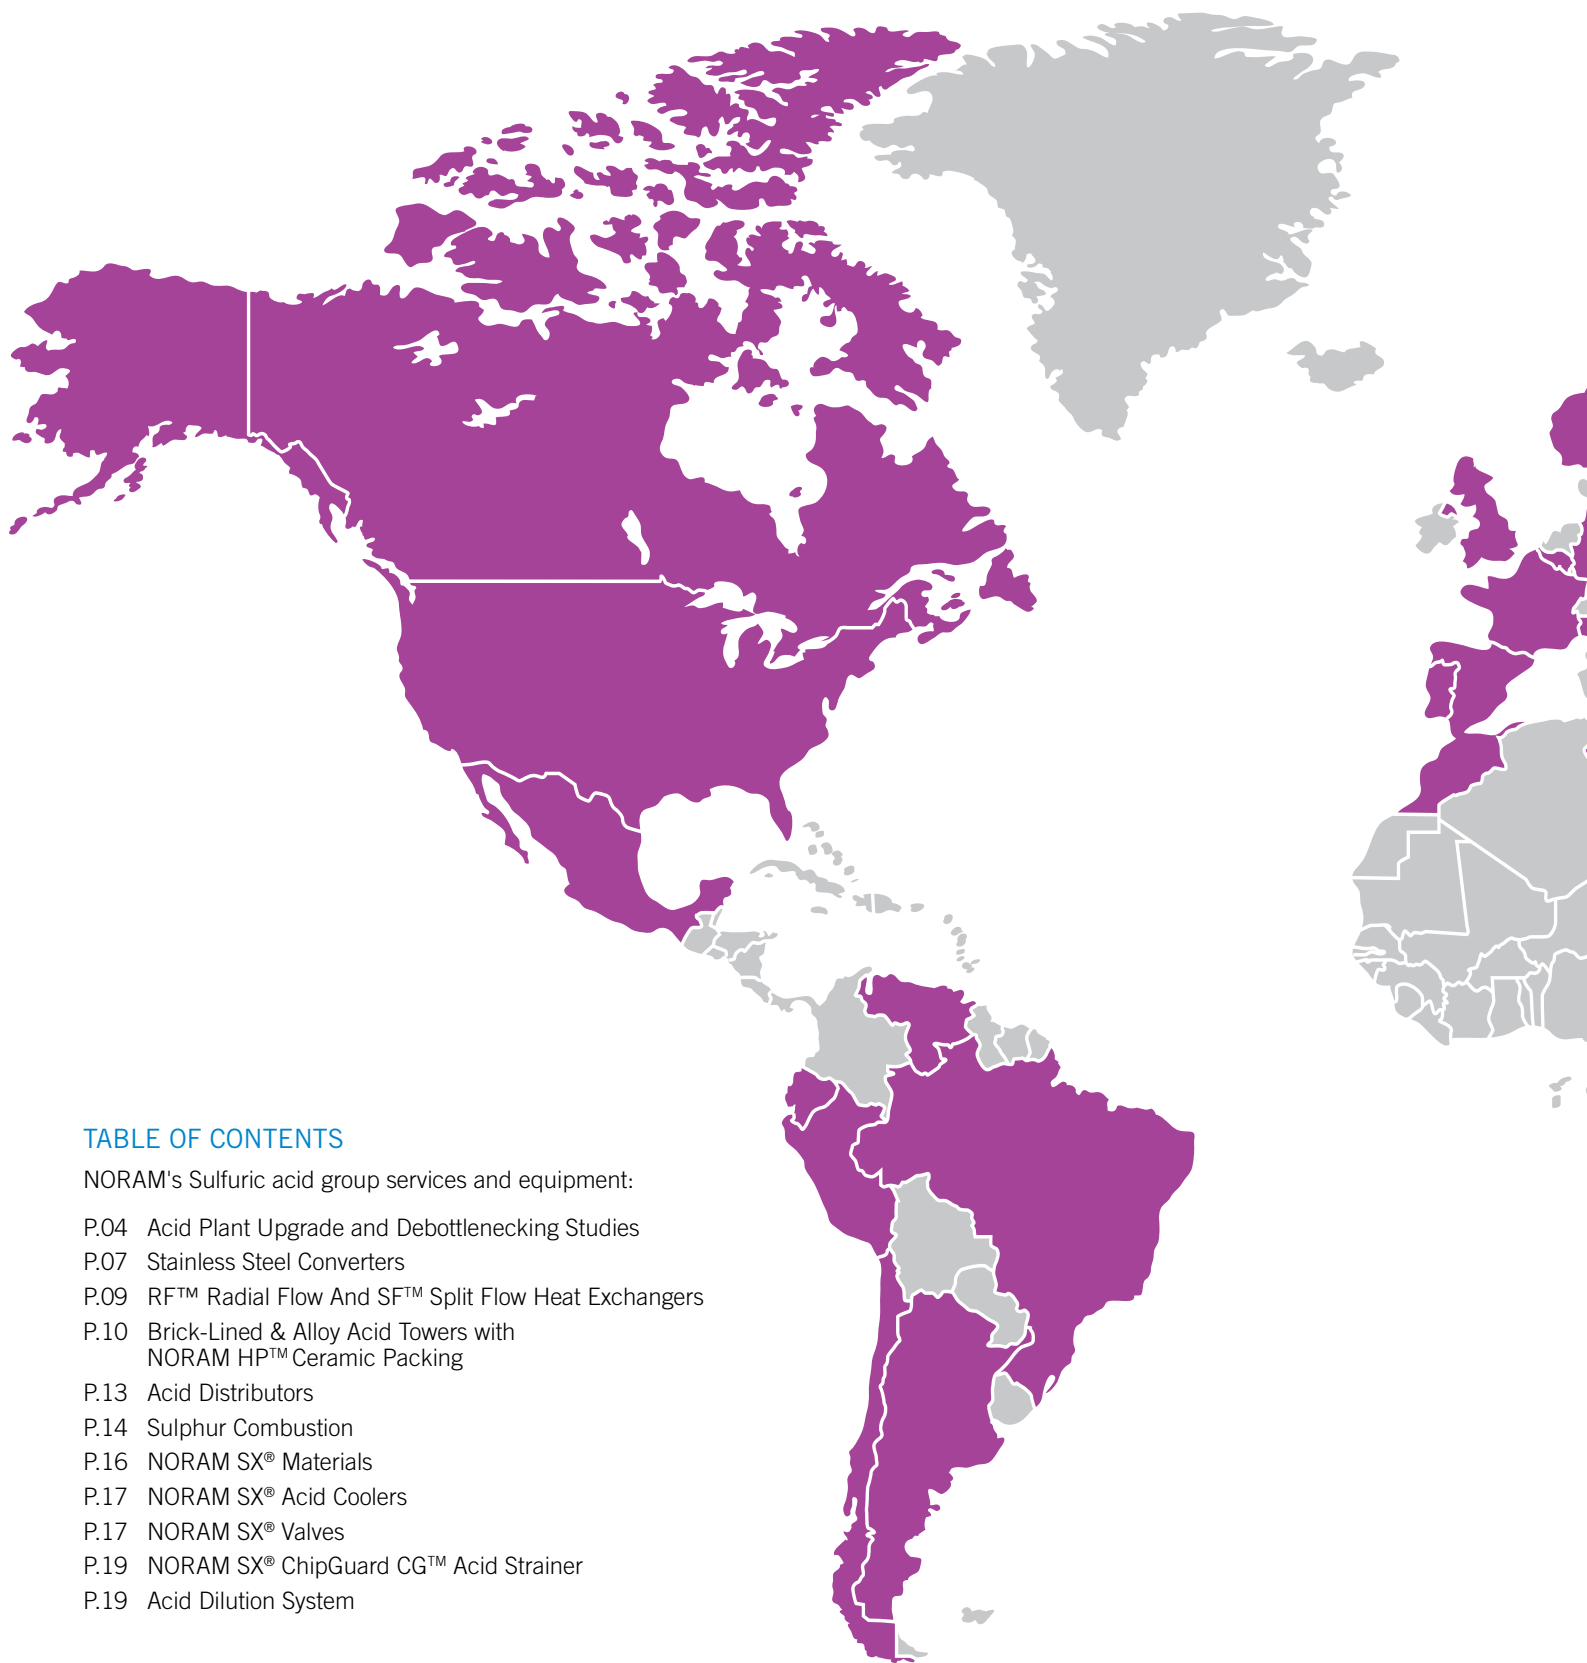 TABLE OF CONTENTS
NORAM's Sulfuric acid group services and equipment:
P.04 Acid Plant Upgrade and Debottlenecking Studies
P.07 Stainless Steel Converters
P.09 RF™ Radial Flow And SF™ Split Flow Heat Exchangers
P.10 Brick-Lined & Alloy Acid Towers with
NORAM HP™ Ceramic Packing
P.13 Acid Distributors
P.14 Sulphur Combustion
P.16 NORAM SX® Materials
P.17 NORAM SX® Acid Coolers
P.17 NORAM SX® Valves
P.19 NORAM SX® ChipGuard CG™ Acid Strainer
P.19 Acid Dilution System